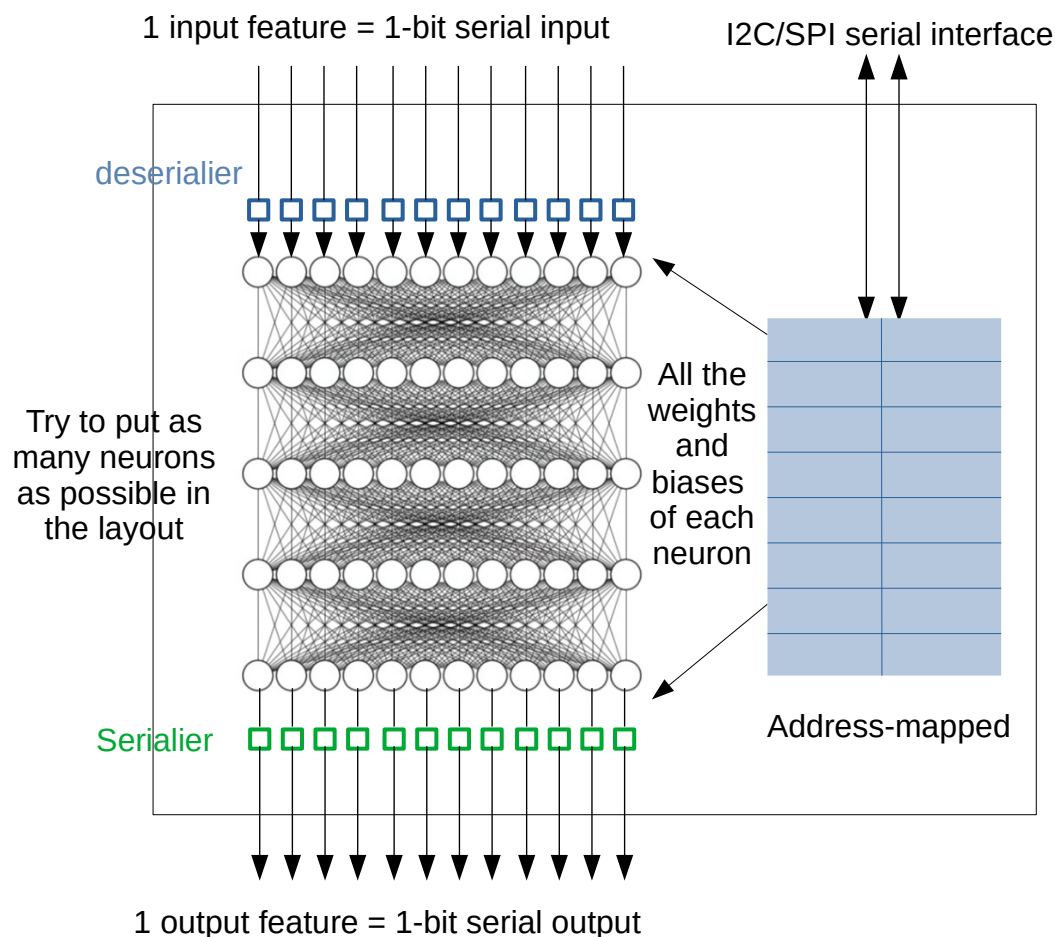 1 input feature = 1-bit serial input
I2C/SPI serial interface
deserialier
Try to put as
many neurons
as possible in
the layout
All the
weights
and
biases
of each
neuron
Address-mapped
Serialier
1 output feature = 1-bit serial output